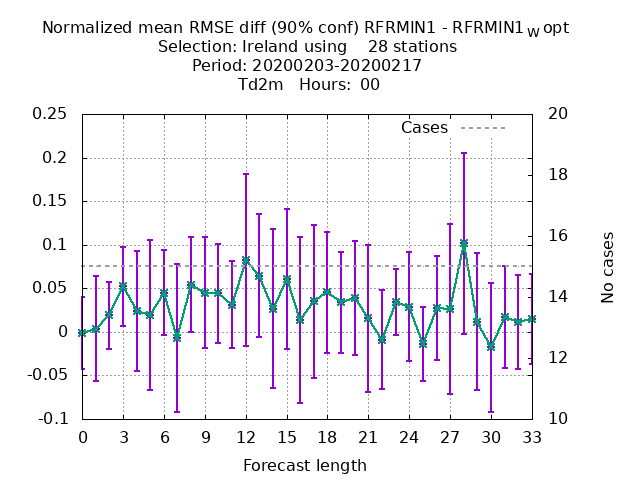 Normalized mean RMSE diff (90% conf) RFRMIN1 - RFRMIN1_W opt
Selection: Ireland using 28 stations
Period: 20200203-20200217
Td2m Hours: 00
Cases
0.25
0.2
0.15
0.1
0.05
0
-0.05
-0.1
20
18
16
14
12
10
No cases
0 3 6 9 12 15 18 21 24 27 30 33
Forecast length